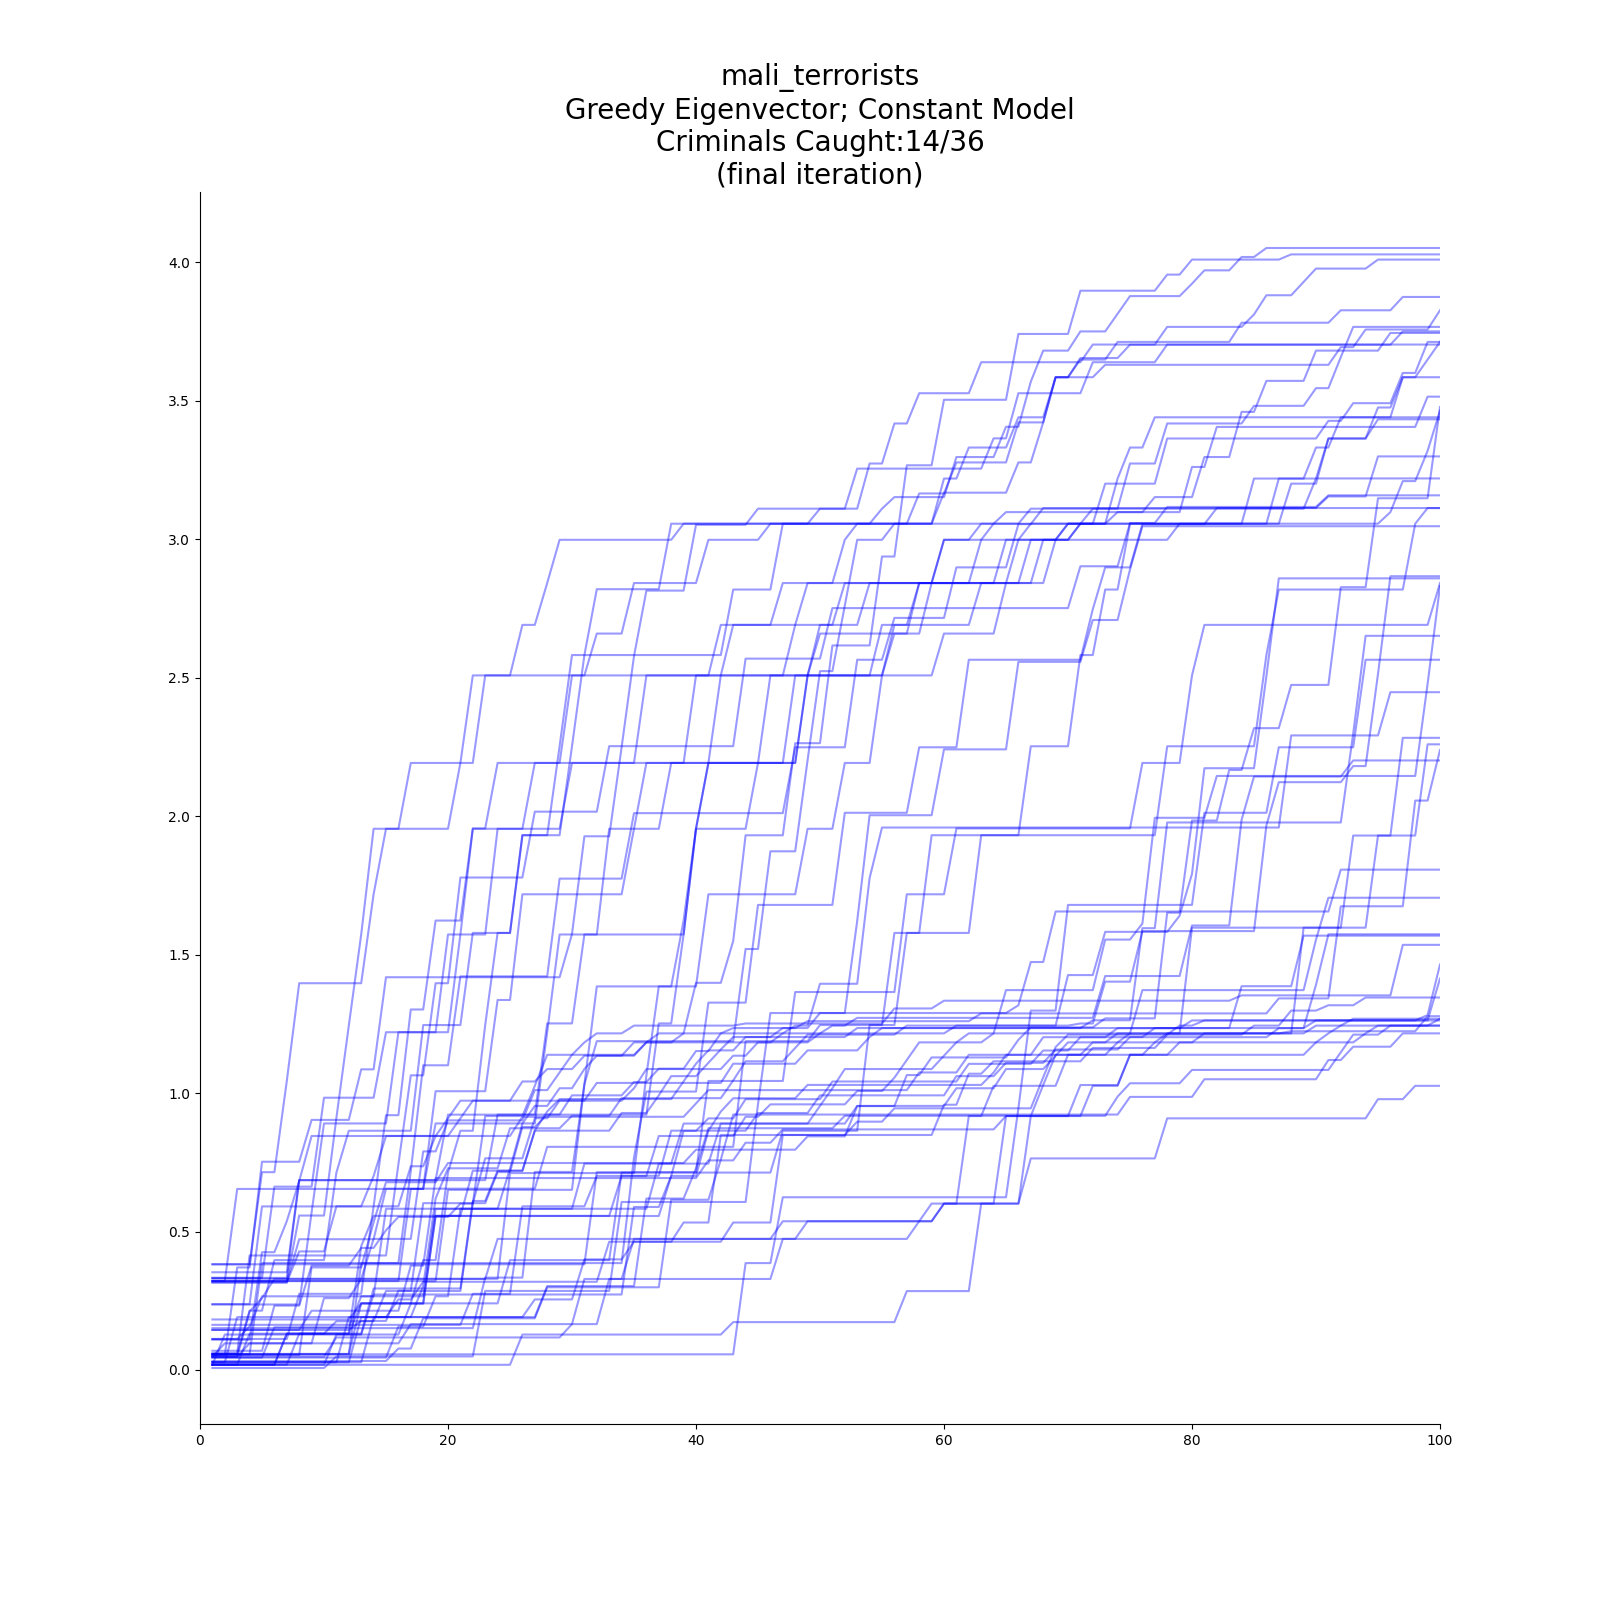 mali_terrorists
Greedy Eigenvector; Constant Model
Criminals Caught:14/36
(final iteration)
4.0
3.5
3.0
2.5
2.0
1.5
1.0
0.5
0.0
0 20 40 60 80 100